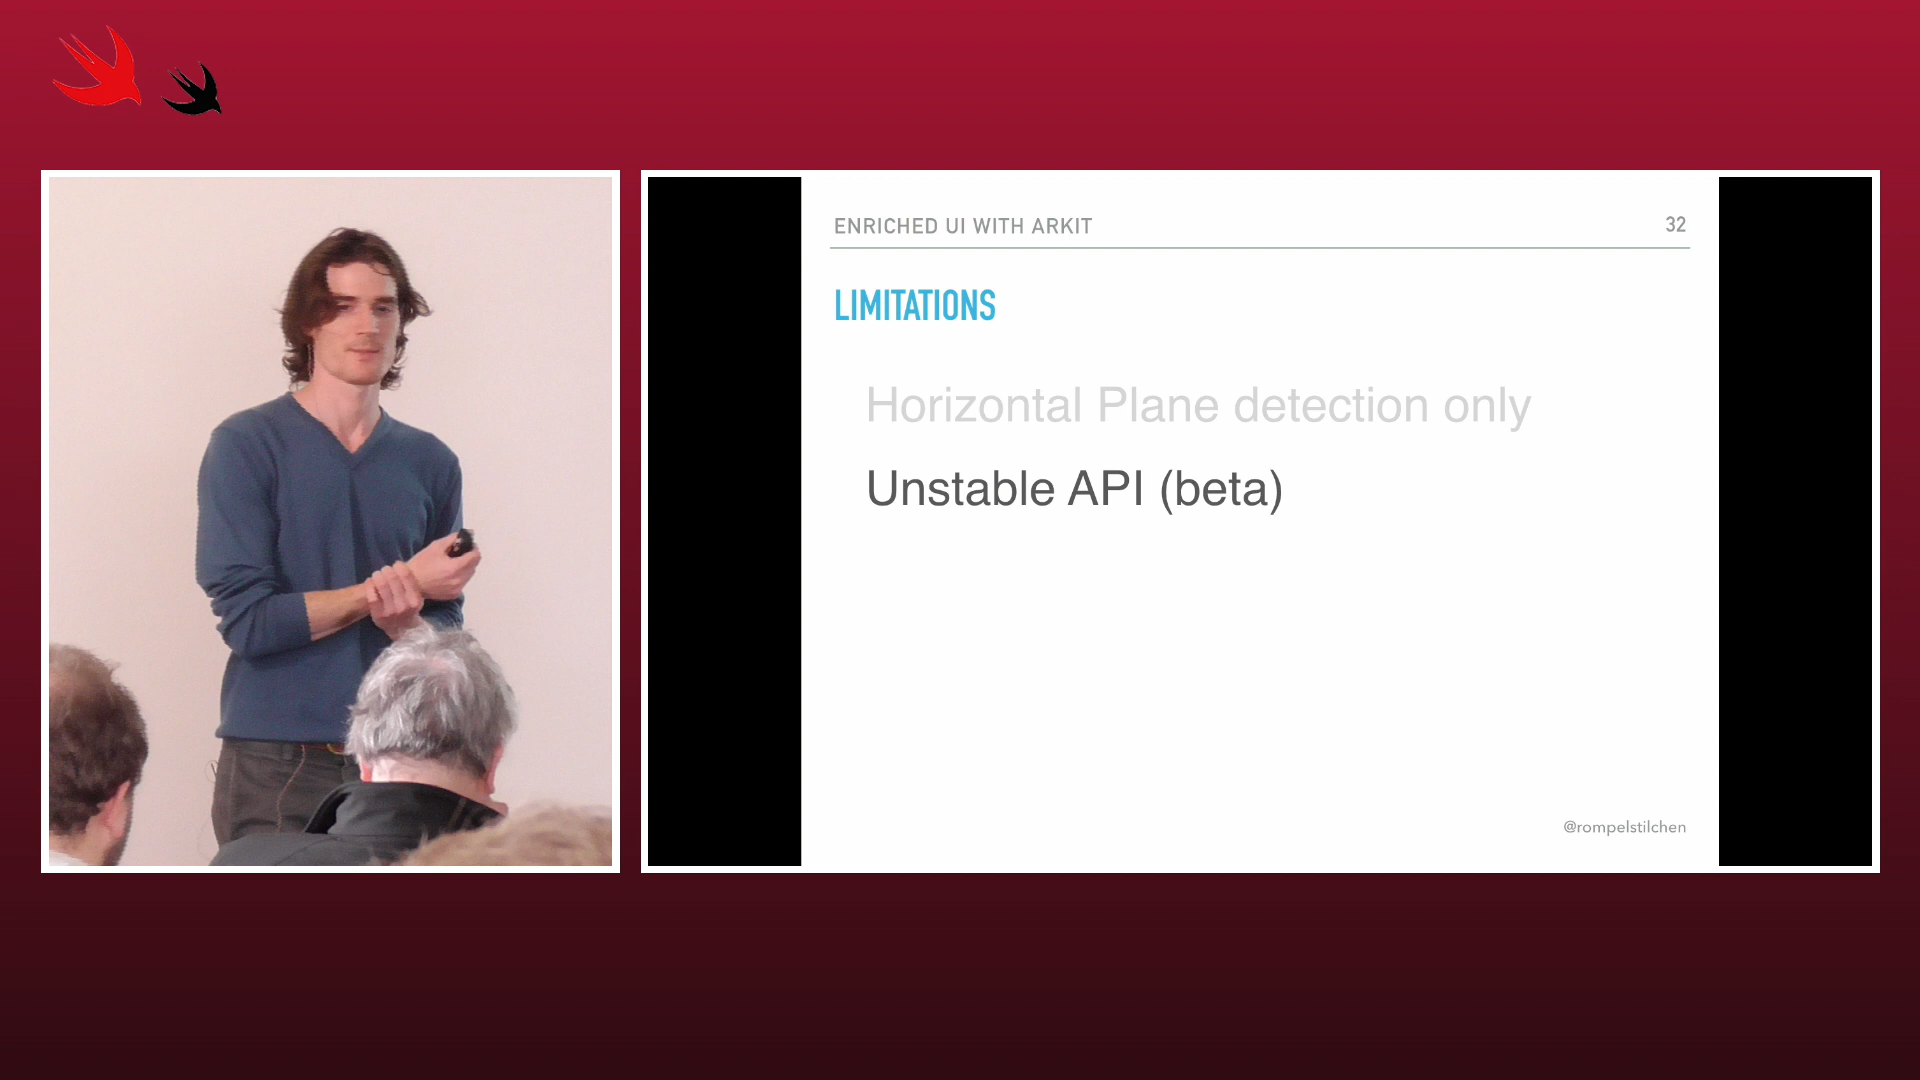 ENRICHED UI WITH ARKIT
32
LIMITATIONS
Horizontal Plane detection only
Unstable API (beta)
@rompelstilchen